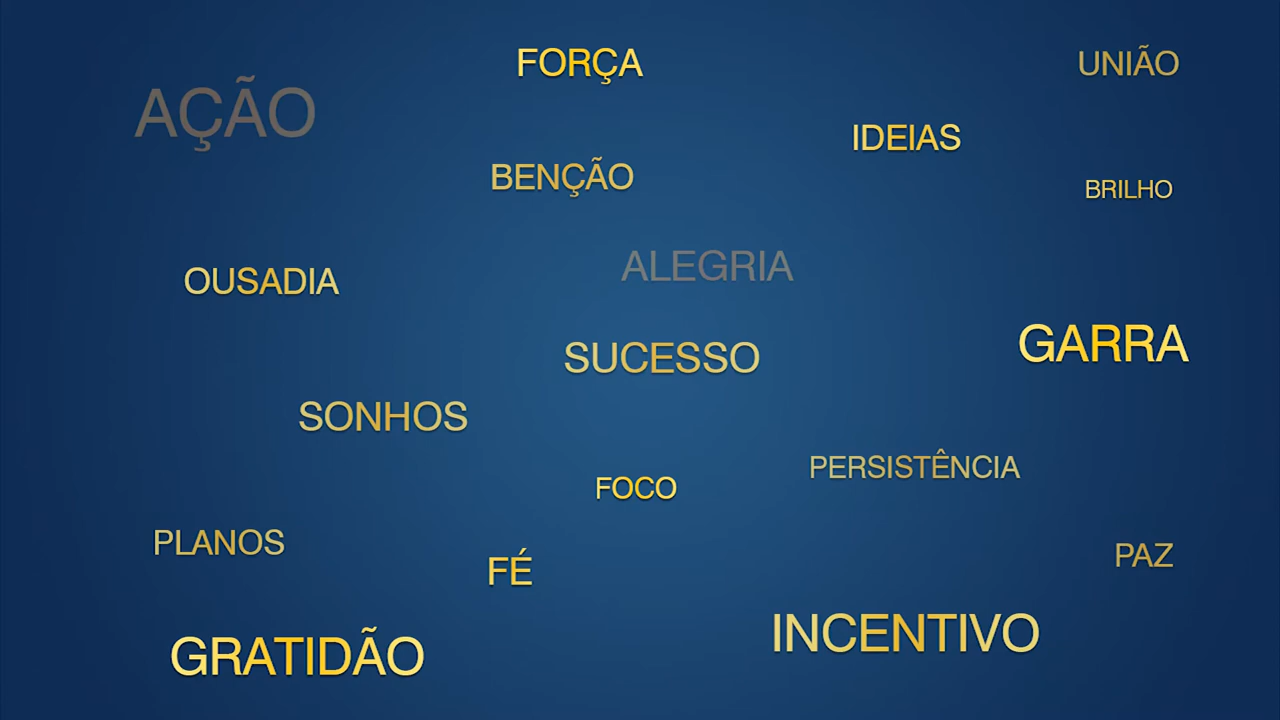 FORÇA
UNIÃO
AÇÃO
IDEIAS
BENÇÃO
BRILHO
ALEGRIA
OUSADIA
GARRA
SUCESSO
SONHOS
PERSISTÊNCIA
FOCO
PLANOS
PAZ
FÉ
INCENTIVO
GRATIDÃO